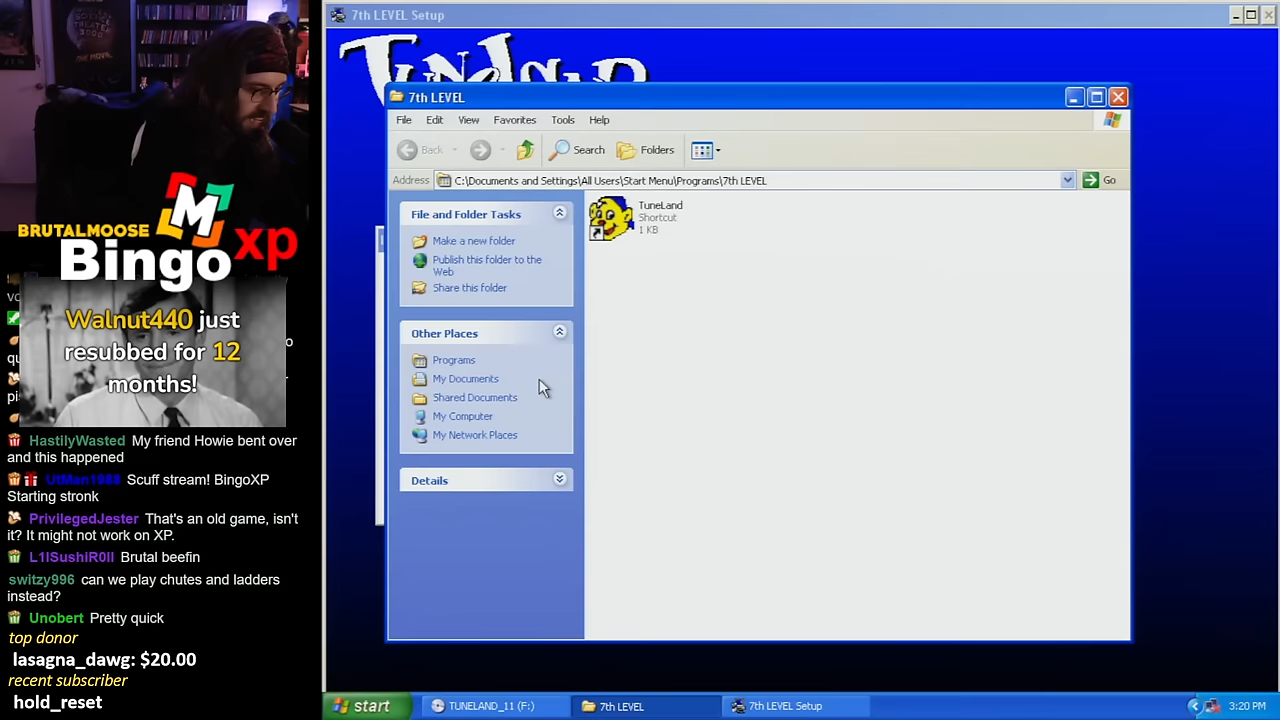 7th LEVEL Setup
TuneLand
7th LEVEL
File Edit View Favorites Tools Help
Back Search Folders
Address C:\Documents and Settings\All Users\Start Menu\Programs\7th LEVEL Go
File and Folder Tasks
Make a new folder
Publish this folder to the
Web
Share this folder
Other Places
Programs
My Documents
Shared Documents
My Computer
My Network Places
Details
TuneLand
Shortcut
1 KB
M
BRUTALMOOSE
Bingo xp
Walnut440 just
resubbed for 12
months!
HastilyWasted My friend Howie bent over
and this happened
UtMan1988 Scuff stream! BingoXP
Starting stronk
PrivilegedJester That's an old game, isn't
it? It might not work on XP.
L1lSushiR0ll Brutal beefin
switzy996 can we play chutes and ladders
instead?
Unobert Pretty quick
top donor
lasagna_dawg: $20.00
recent subscriber
hold_reset
start TUNELAND_11 (F:) 7th LEVEL 7th LEVEL Setup 3:20 PM